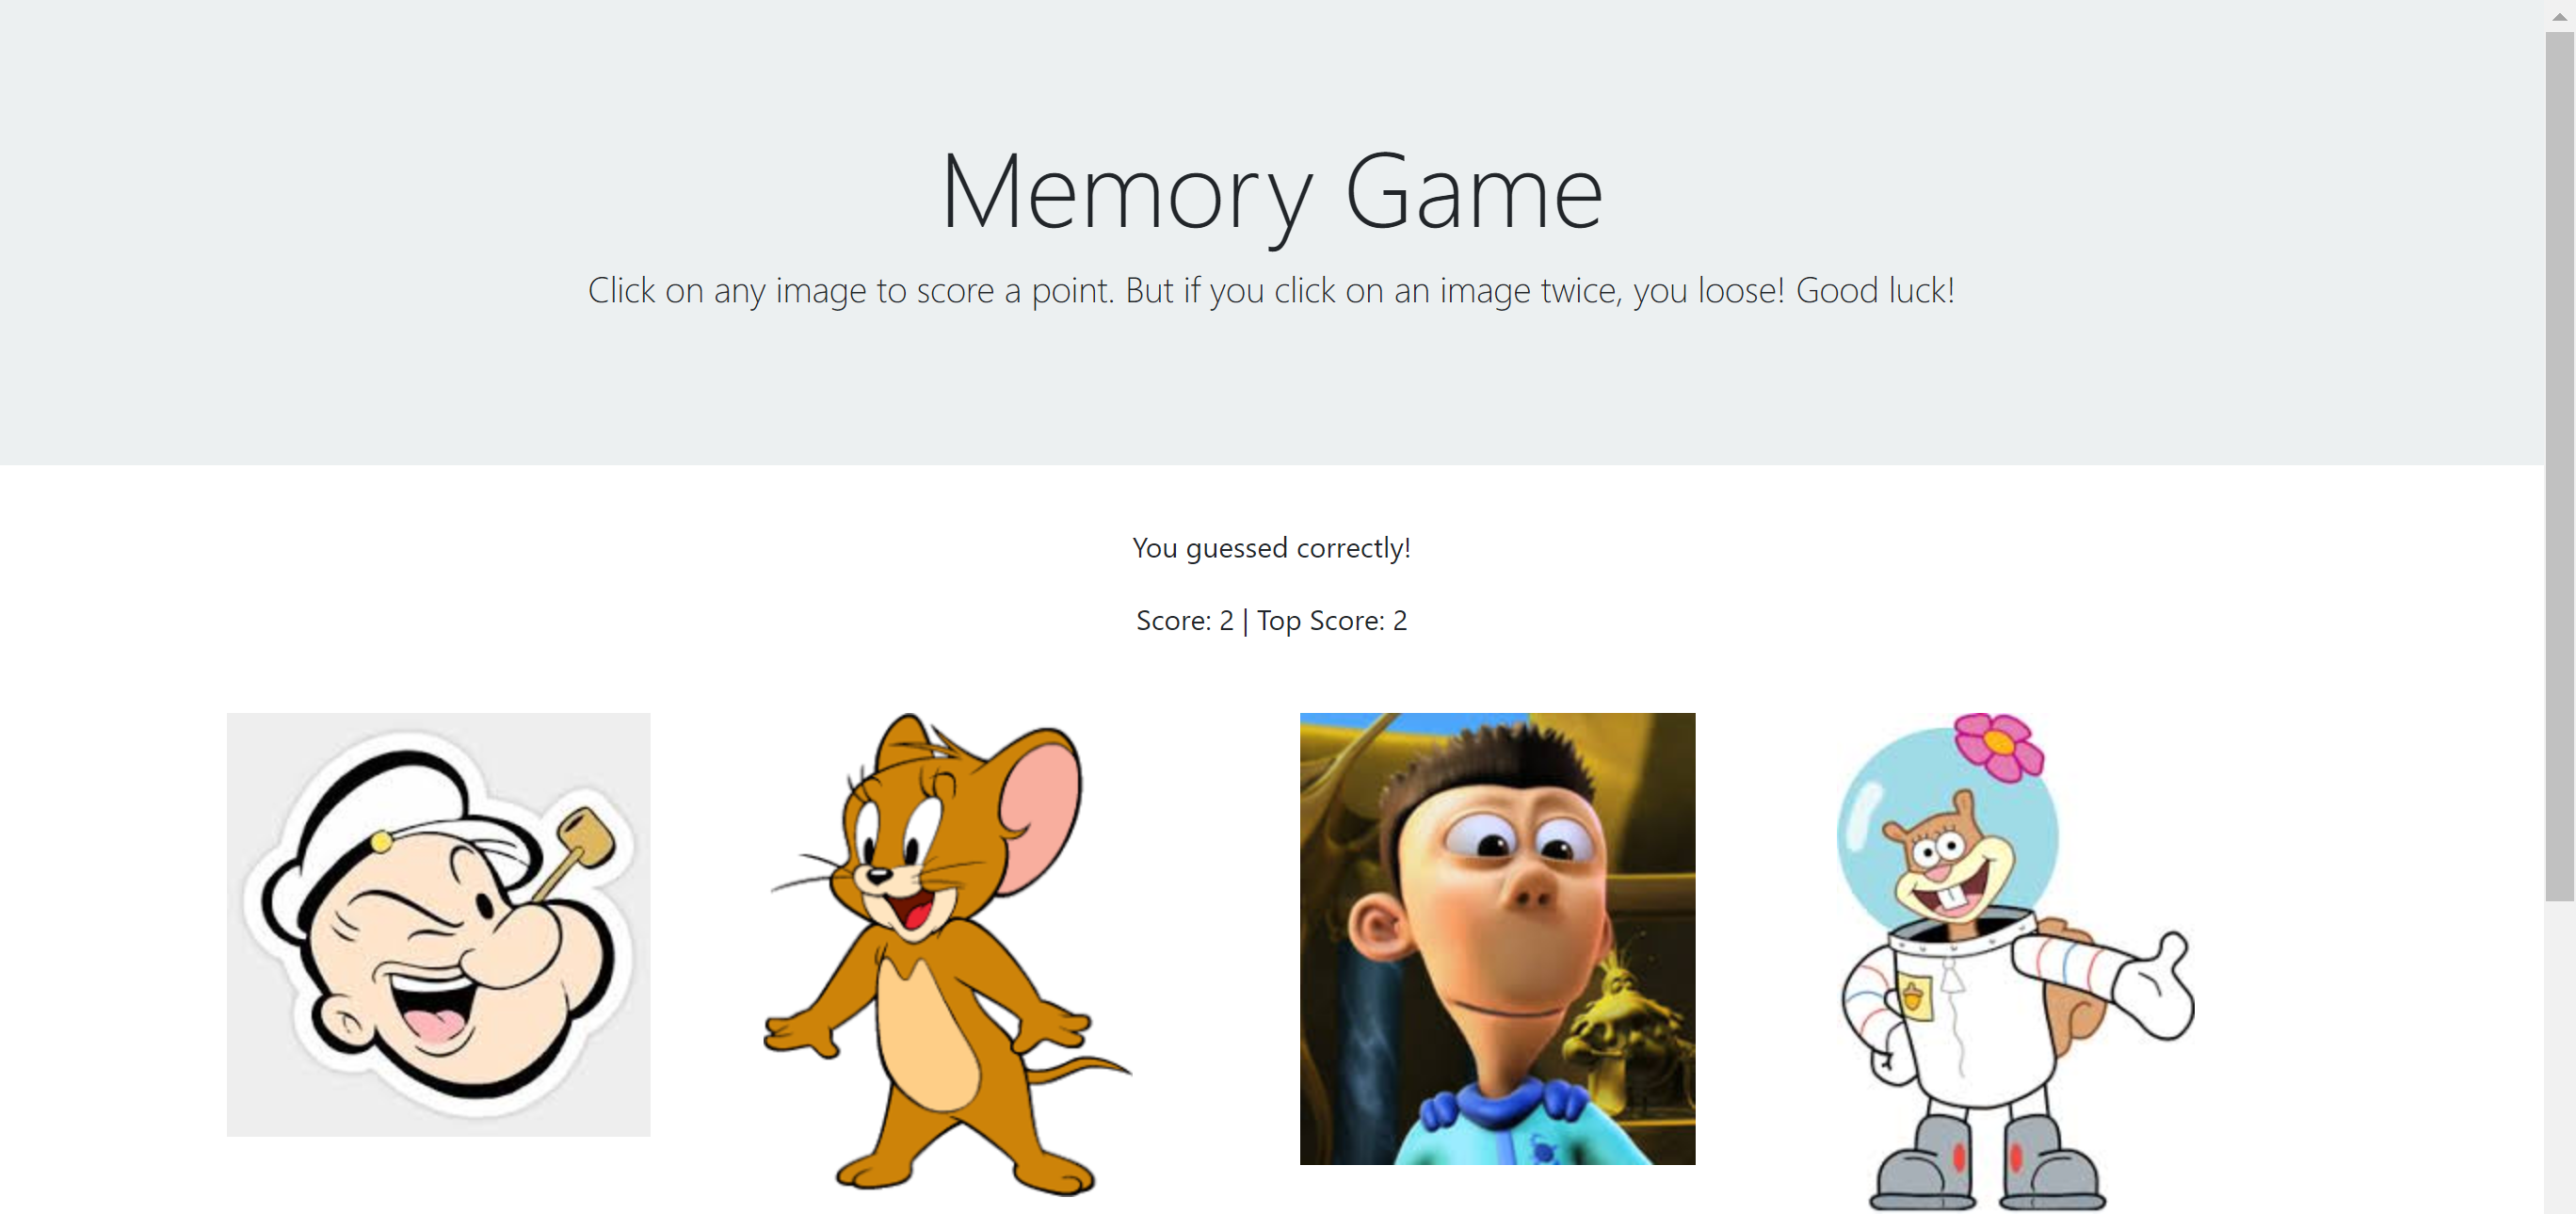 Memory Game
Click on any image to score a point. But if you click on an image twice, you loose! Good luck!
You guessed correctly!
Score: 2 | Top Score: 2